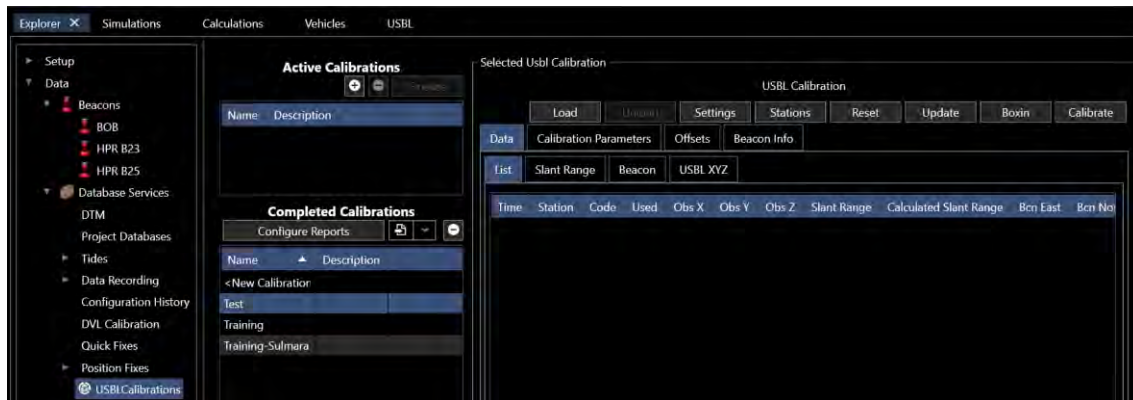 Explorer X Simulations Calculations Vehicles USBL
Setup
Data
Beacons
BOB
HPR B23
HPR B25
Database Services
DTM
Project Databases
Tides
Data Recording
Configuration History
DVL Calibration
Quick Fixes
Position Fixes
USBLCalibrations
Active Calibrations
Name Description
Completed Calibrations
Configure Reports
Name Description
<New Calibration
Test
Training
Training-Sulmara
Selected Usbl Calibration
USBL Calibration
Load Settings Stations Reset Update Boxin Calibrate
Data Calibration Parameters Offsets Beacon Info
List Slant Range Beacon USBL XYZ
Time Station Code Used Obs X Obs Y Obs Z Slant Range Calculated Slant Range Bcn East Bcn No